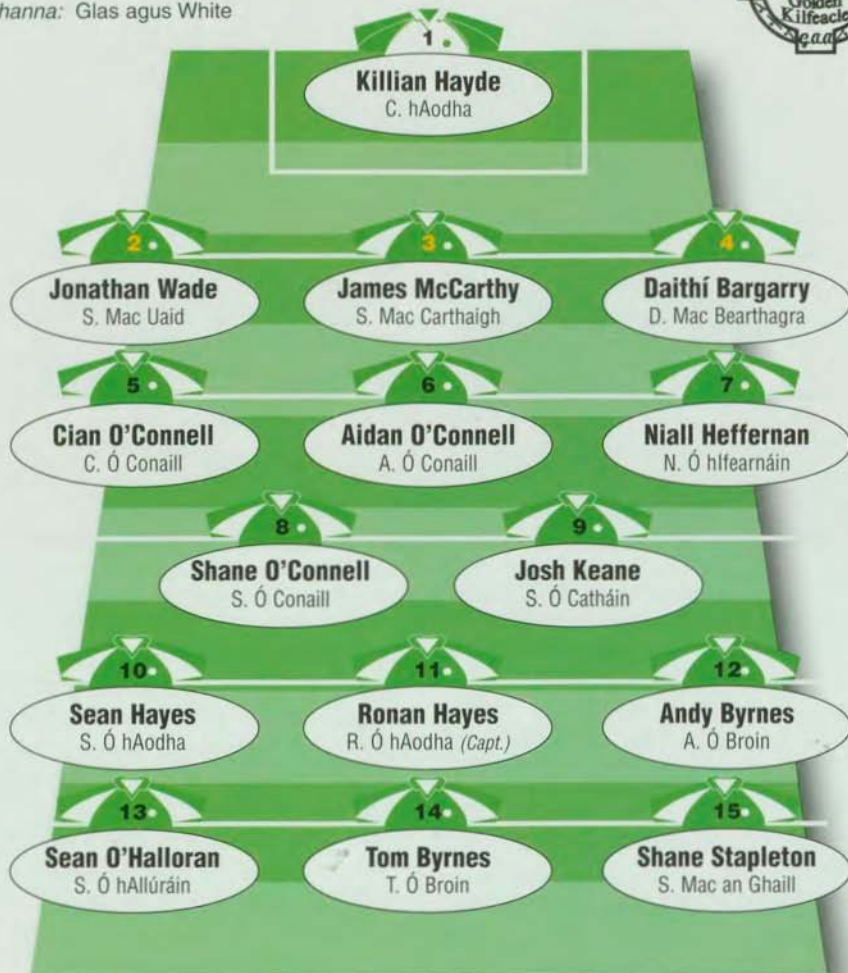 hanna: Glas agus White
Golden
Kilfeacle
g.a.a.
1
Killian Hayde
C. hAodha
2
3
4
Jonathan Wade
James McCarthy
Daithí Bargarry
S. Mac Uaid
S. Mac Carthaigh
D. Mac Bearthagra
5
6
7
Cian O'Connell
Aidan O'Connell
Niall Heffernan
C. Ó Conaill
A. Ó Conaill
N. Ó hIfearnáin
8
9
Shane O'Connell
Josh Keane
S. Ó Conaill
S. Ó Catháin
10
11
12
Sean Hayes
Ronan Hayes
Andy Byrnes
S. Ó hAodha
R. Ó hAodha (Capt.)
A. Ó Broin
13
14
15
Sean O'Halloran
Tom Byrnes
Shane Stapleton
S. Ó hAllúráin
T. Ó Broin
S. Mac an Ghaill